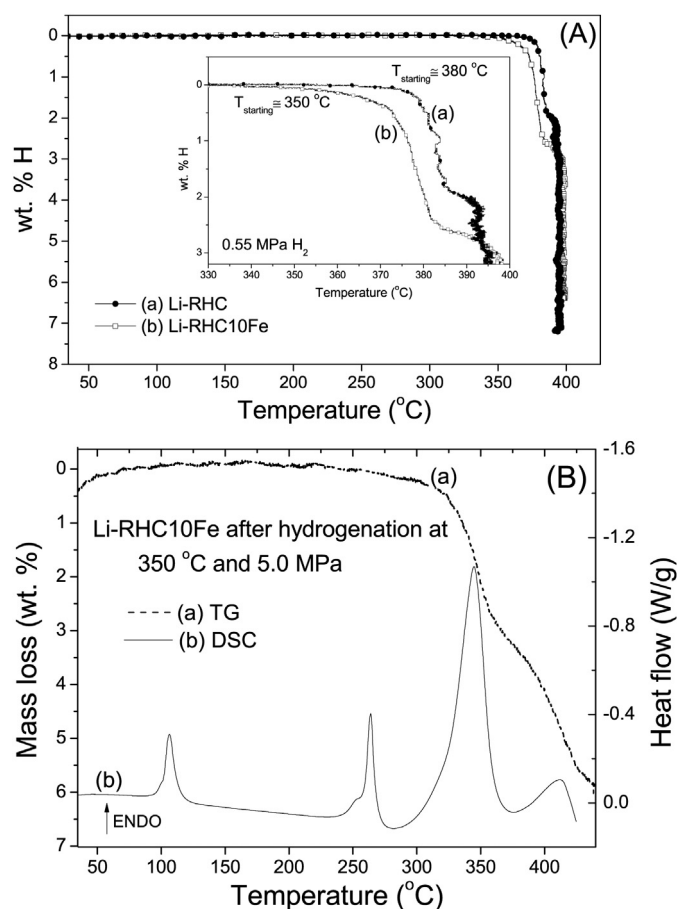 (A)
0
1
2
3
4
5
6
7
8
wt. % H
50 100 150 200 250 300 350 400
Temperature (°C)
Tstarting≅ 380 °C
Tstarting≅ 350 °C
(a)
(b)
0
1
2
3
wt. % H
0.55 MPa H2
330 340 350 360 370 380 390 400
Temperature (°C)
(a) Li-RHC
(b) Li-RHC10Fe
(B)
(a)
Li-RHC10Fe after hydrogenation at
350 °C and 5.0 MPa
(a) TG
(b) DSC
(b)
ENDO
0
1
2
3
4
5
6
7
Mass loss (wt. %)
-1.6
-1.2
-0.8
-0.4
0.0
Heat flow (W/g)
50 100 150 200 250 300 350 400
Temperature (°C)